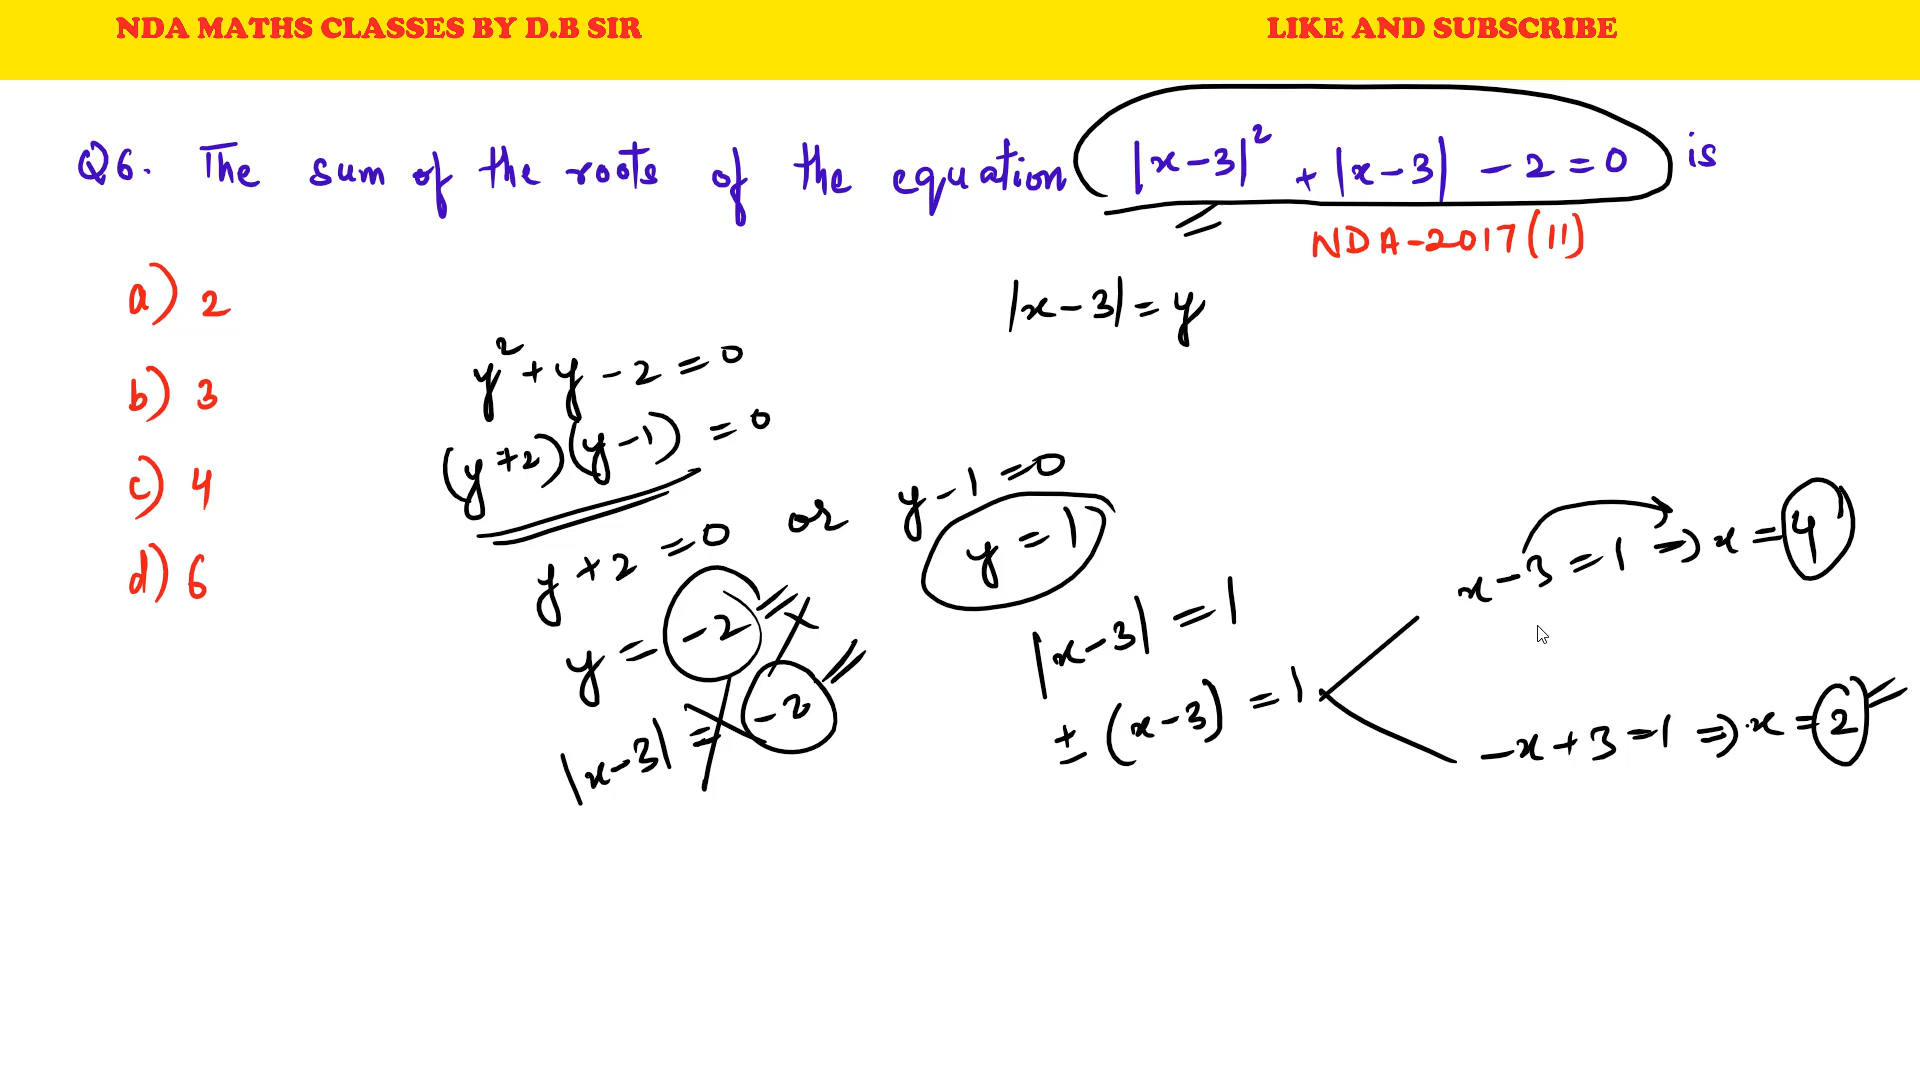 NDA MATHS CLASSES BY D.B SIR
LIKE AND SUBSCRIBE
Q6. The sum of the roots of the equation |x-3|² + |x-3| - 2 = 0 is
NDA-2017(II)
a) 2
b) 3
c) 4
d) 6
|x-3| = y
y² + y - 2 = 0
(y+2)(y-1) = 0
y + 2 = 0 or y - 1 = 0
y = -2
y = 1
|x-3| = -2
|x-3| = 1
± (x-3) = 1
x - 3 = 1 ⇒ x = 4
-x + 3 = 1 ⇒ x = 2